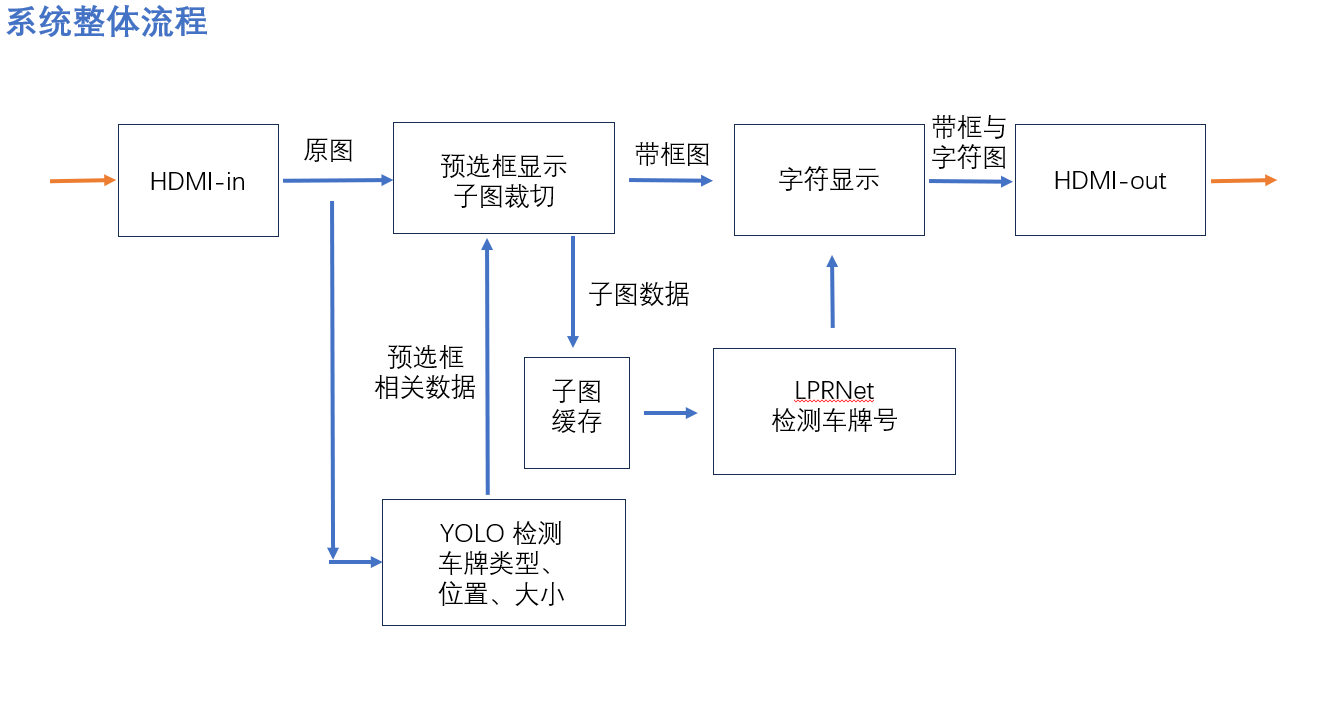 系统整体流程
HDMI-in
原图
预选框显示
子图裁切
带框图
字符显示
带框与
字符图
HDMI-out
子图数据
预选框
相关数据
子图
缓存
LPRNet
检测车牌号
YOLO 检测
车牌类型、
位置、大小